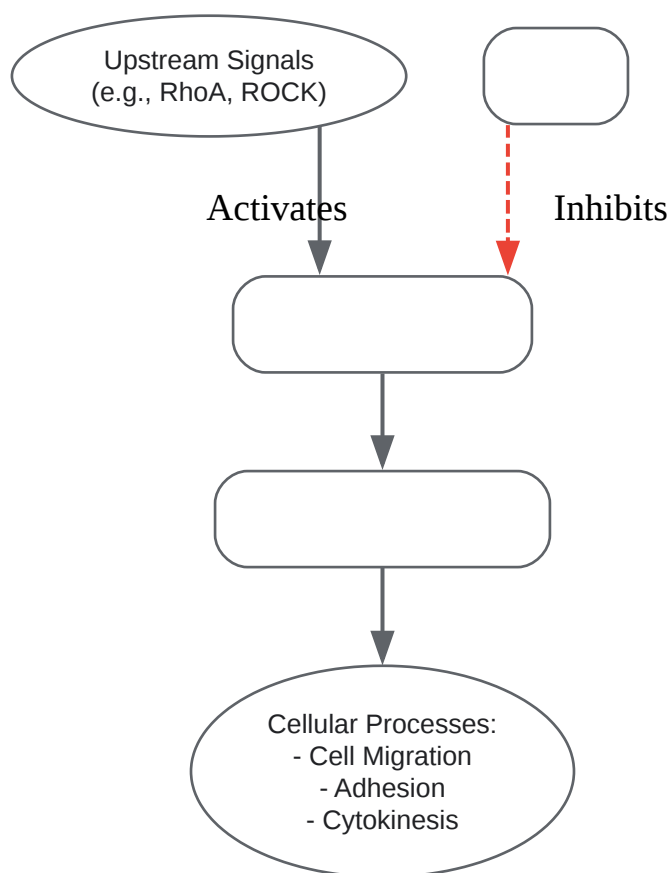 Upstream Signals
(e.g., RhoA, ROCK)
Activates
Inhibits
Cellular Processes:
- Cell Migration
- Adhesion
- Cytokinesis